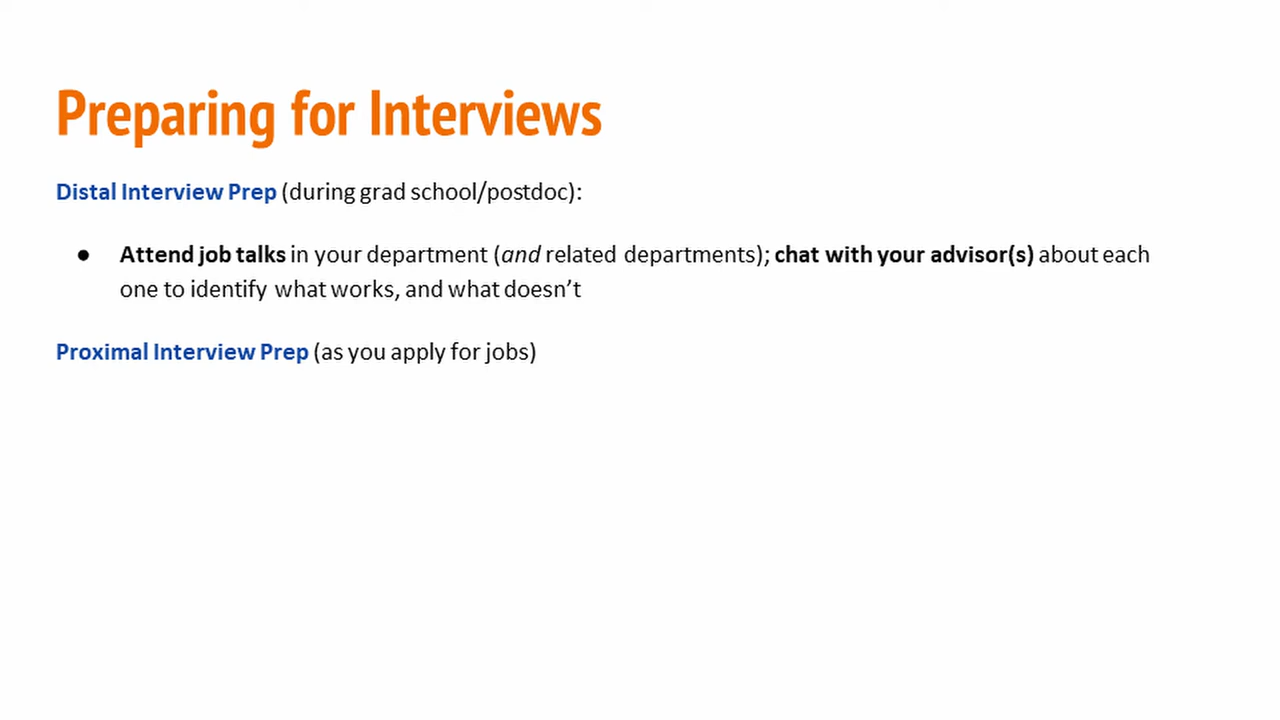 Preparing for Interviews
Distal Interview Prep (during grad school/postdoc):
● Attend job talks in your department (and related departments); chat with your advisor(s) about each
one to identify what works, and what doesn’t
Proximal Interview Prep (as you apply for jobs)